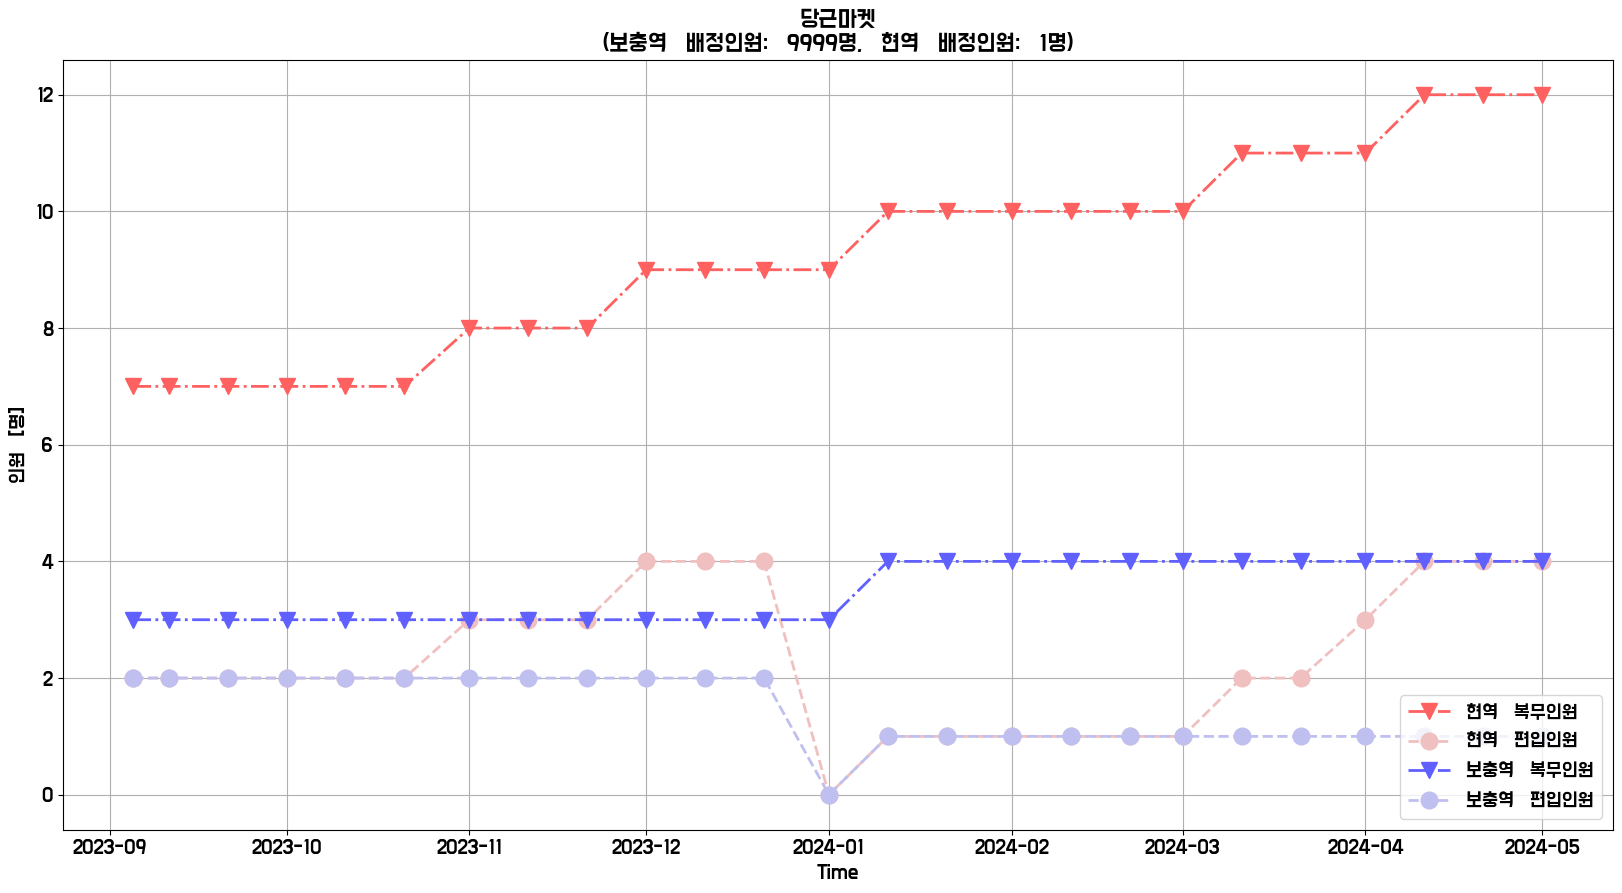 당근마켓
(보충역 배정인원: 9999명, 현역 배정인원: 1명)
12
10
8
6
4
2
0
인원 [명]
2023-09 2023-10 2023-11 2023-12 2024-01 2024-02 2024-03 2024-04 2024-05
Time
현역 복무인원
현역 편입인원
보충역 복무인원
보충역 편입인원